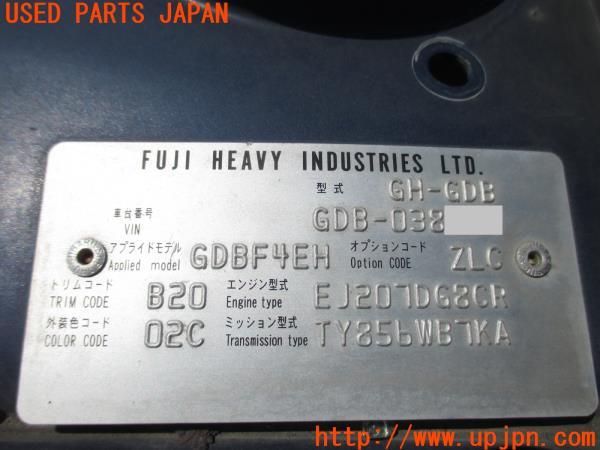 USED PARTS JAPAN
FUJI HEAVY INDUSTRIES LTD.
型式 GH-GDB
車台番号 VIN GDB-038
アプライドモデル Applied model GDBF4EH オプションコード Option CODE ZLC
トリムコード TRIM CODE B20 エンジン型式 Engine type EJ207DG8CR
外装色コード COLOR CODE 02C ミッション型式 Transmission type TY856WB7KA
http://www.upjpn.com/